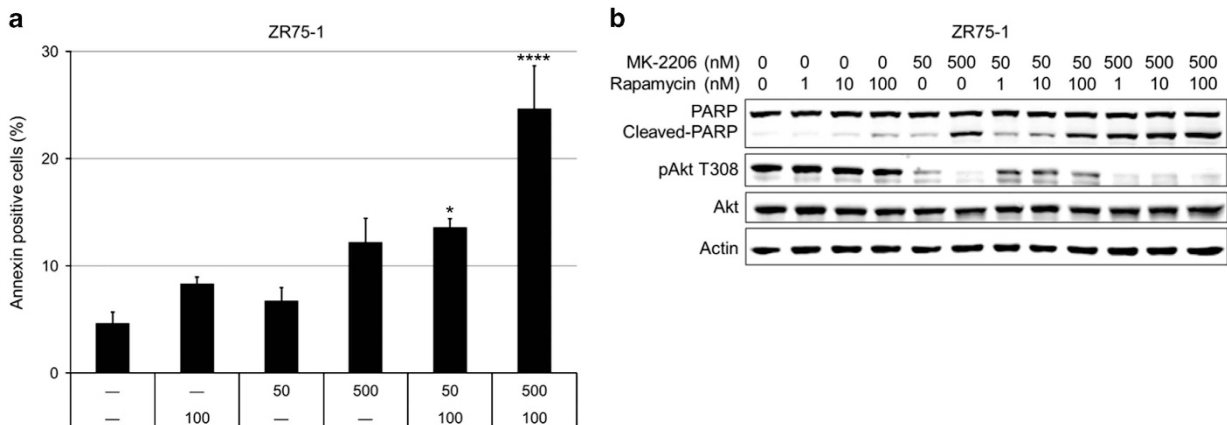 a
ZR75-1
Annexin positive cells (%)
30
20
10
0
*
****
— — 50 500 50 500
— 100 — — 100 100
b
ZR75-1
MK-2206 (nM) 0 0 0 0 50 500 50 50 50 500 500 500
Rapamycin (nM) 0 1 10 100 0 0 1 10 100 1 10 100
PARP
Cleaved-PARP
pAkt T308
Akt
Actin